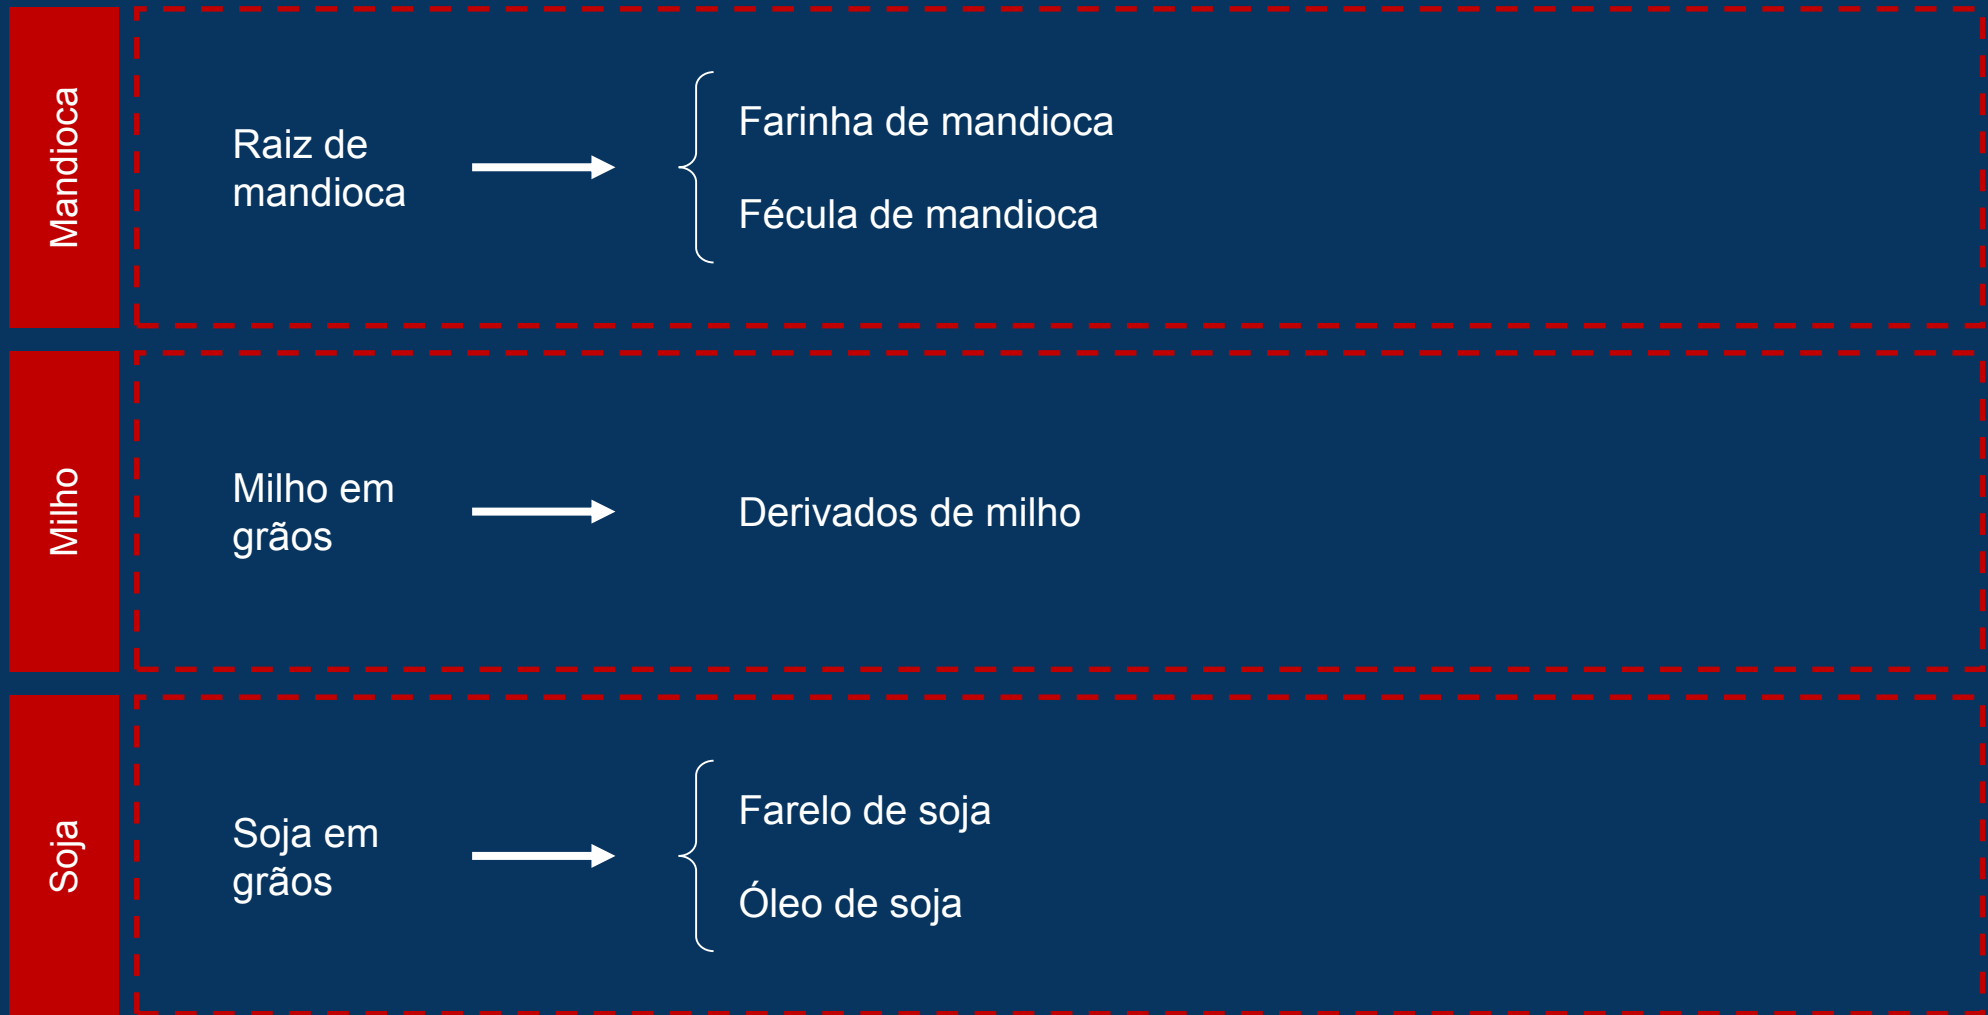 Mandioca
Raiz de
mandioca
Farinha de mandioca
Fécula de mandioca
Milho
Milho em
grãos
Derivados de milho
Soja
Soja em
grãos
Farelo de soja
Óleo de soja